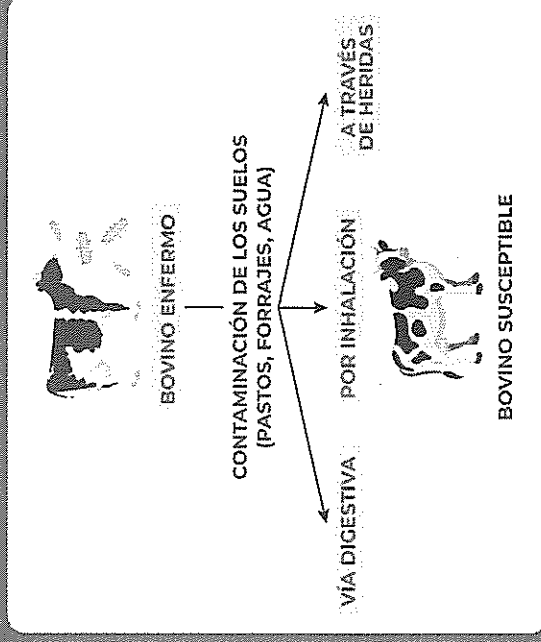 BOVINO ENFERMO
CONTAMINACIÓN DE LOS SUELOS
(PASTOS, FORRAJES, AGUA)
VÍA DIGESTIVA
POR INHALACIÓN
A TRAVÉS
DE HERIDAS
BOVINO SUSCEPTIBLE